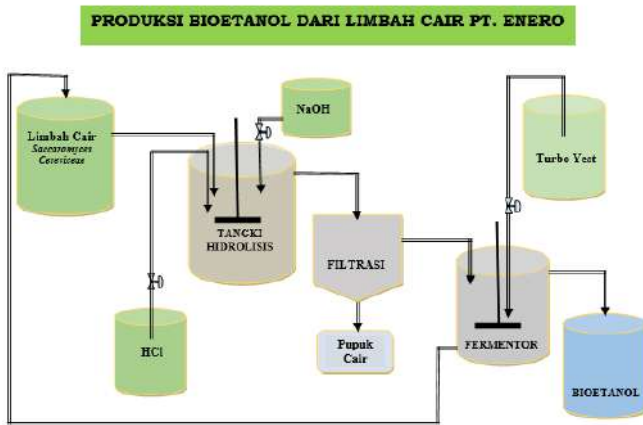 PRODUKSI BIOETANOL DARI LIMBAH CAIR PT. ENERO
NaOH
Limbah Cair
Saccaromyces
Cereviceae
Turbo Yest
TANGKI
HIDROLISIS
FILTRASI
HCl
Pupuk
Cair
FERMENTOR
BIOETANOL